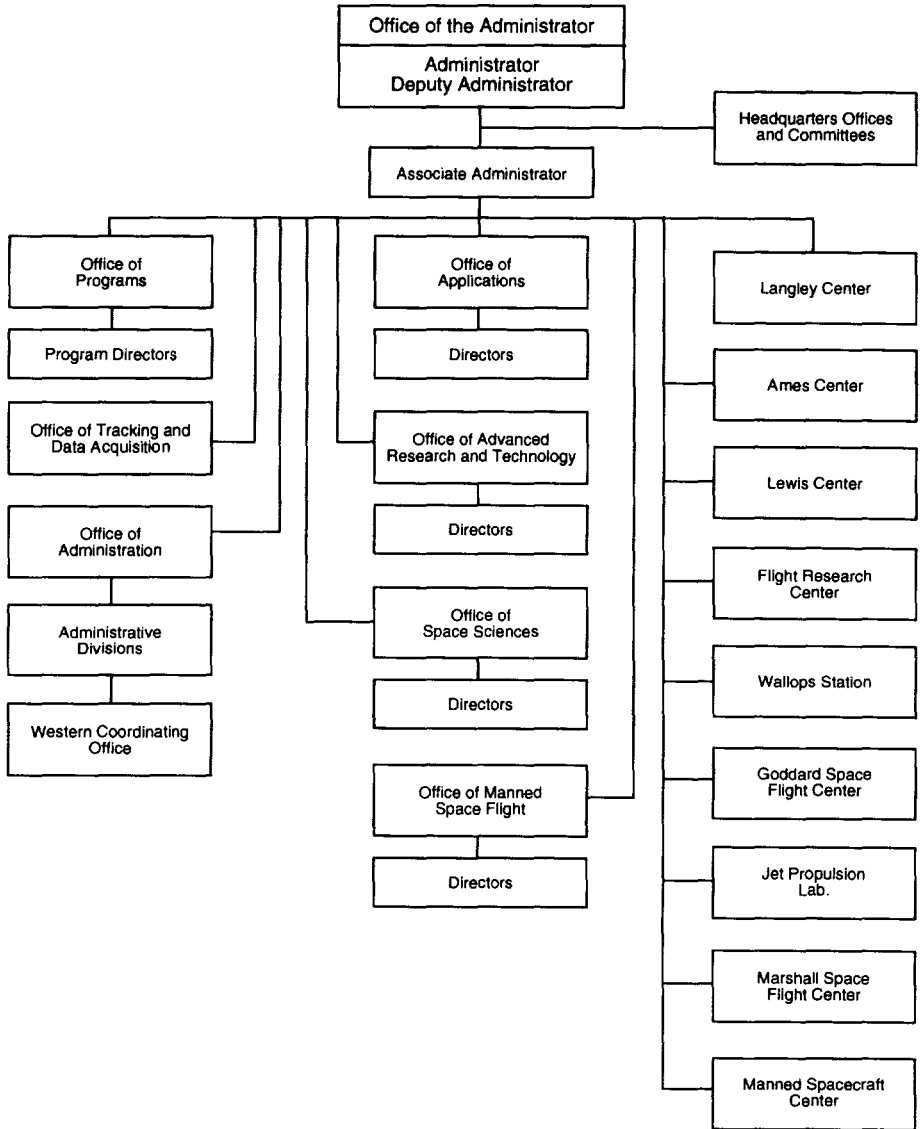 Office of the Administrator
Administrator
Deputy Administrator
Headquarters Offices
and Committees
Associate Administrator
Office of
Programs
Program Directors
Office of Tracking and
Data Acquisition
Office of
Administration
Administrative
Divisions
Western Coordinating
Office
Office of
Applications
Directors
Office of Advanced
Research and Technology
Directors
Office of
Space Sciences
Directors
Office of Manned
Space Flight
Directors
Langley Center
Ames Center
Lewis Center
Flight Research
Center
Wallops Station
Goddard Space
Flight Center
Jet Propulsion
Lab.
Marshall Space
Flight Center
Manned Spacecraft
Center